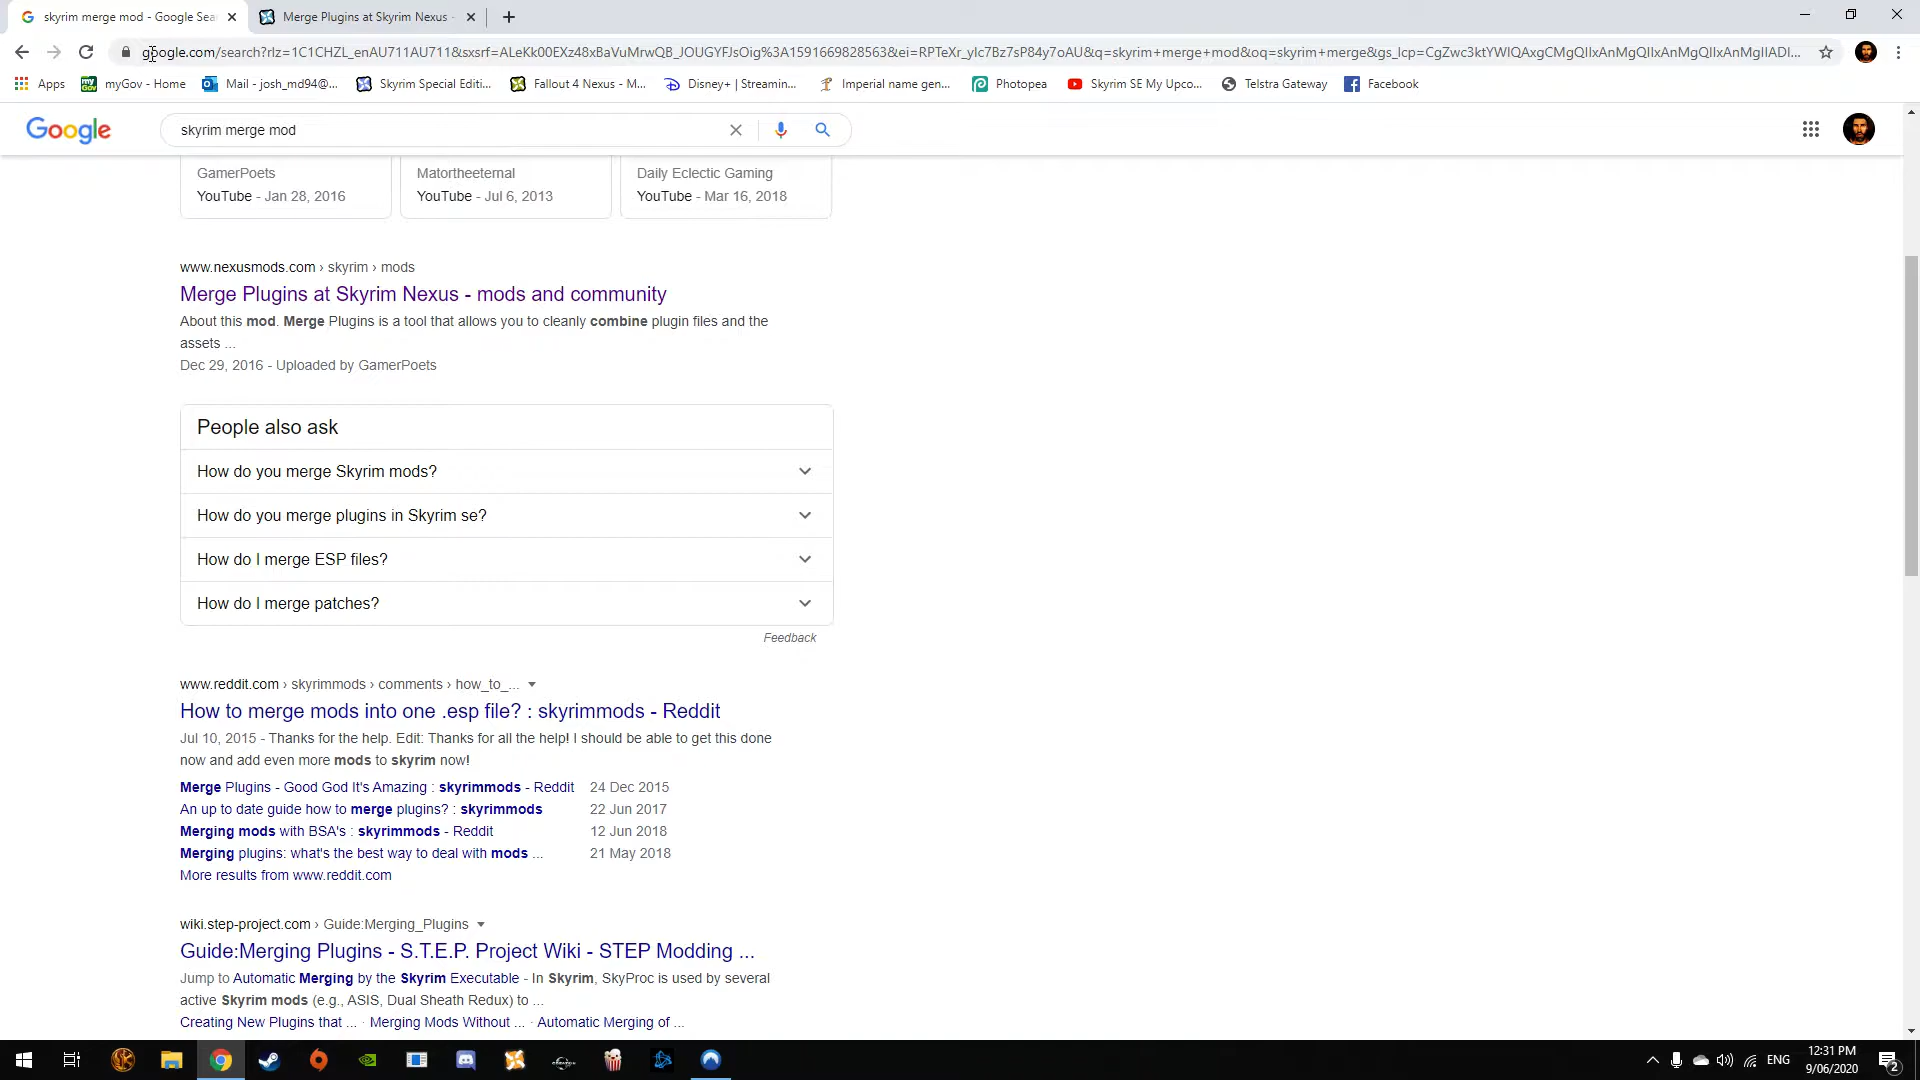 skyrim merge mod - Google Sea
Merge Plugins at Skyrim Nexus -
google.com/search?rlz=1C1CHZL_enAU711AU711&sxsrf=ALeKk00EXz48xBaVuMrwQB_JOUGYFJsOig%3A1591669828563&ei=RPTeXr_ylc7Bz7sP84y7oAU&q=skyrim+merge+mod&oq=skyrim+merge&gs_lcp=CgZwc3ktYWIQAxgCMgQIIxAnMgQIIxAnMgQIIxAnMgIIADI...
Apps
myGov - Home
Mail - josh_md94@...
Skyrim Special Editi...
Fallout 4 Nexus - M...
Disney+ | Streamin...
Imperial name gen...
Photopea
Skyrim SE My Upco...
Telstra Gateway
Facebook
Google
skyrim merge mod
GamerPoets
YouTube - Jan 28, 2016
Matortheeternal
YouTube - Jul 6, 2013
Daily Eclectic Gaming
YouTube - Mar 16, 2018
www.nexusmods.com › skyrim › mods
Merge Plugins at Skyrim Nexus - mods and community
About this mod. Merge Plugins is a tool that allows you to cleanly combine plugin files and the
assets ...
Dec 29, 2016 - Uploaded by GamerPoets
People also ask
How do you merge Skyrim mods?
How do you merge plugins in Skyrim se?
How do I merge ESP files?
How do I merge patches?
Feedback
www.reddit.com › skyrimmods › comments › how_to_...
How to merge mods into one .esp file? : skyrimmods - Reddit
Jul 10, 2015 - Thanks for the help. Edit: Thanks for all the help! I should be able to get this done
now and add even more mods to skyrim now!
Merge Plugins - Good God It's Amazing : skyrimmods - Reddit 24 Dec 2015
An up to date guide how to merge plugins? : skyrimmods 22 Jun 2017
Merging mods with BSA's : skyrimmods - Reddit 12 Jun 2018
Merging plugins: what's the best way to deal with mods ... 21 May 2018
More results from www.reddit.com
wiki.step-project.com › Guide:Merging_Plugins
Guide:Merging Plugins - S.T.E.P. Project Wiki - STEP Modding ...
Jump to Automatic Merging by the Skyrim Executable - In Skyrim, SkyProc is used by several
active Skyrim mods (e.g., ASIS, Dual Sheath Redux) to ...
Creating New Plugins that ... · Merging Mods Without ... · Automatic Merging of ...
ENG
12:31 PM
9/06/2020
2